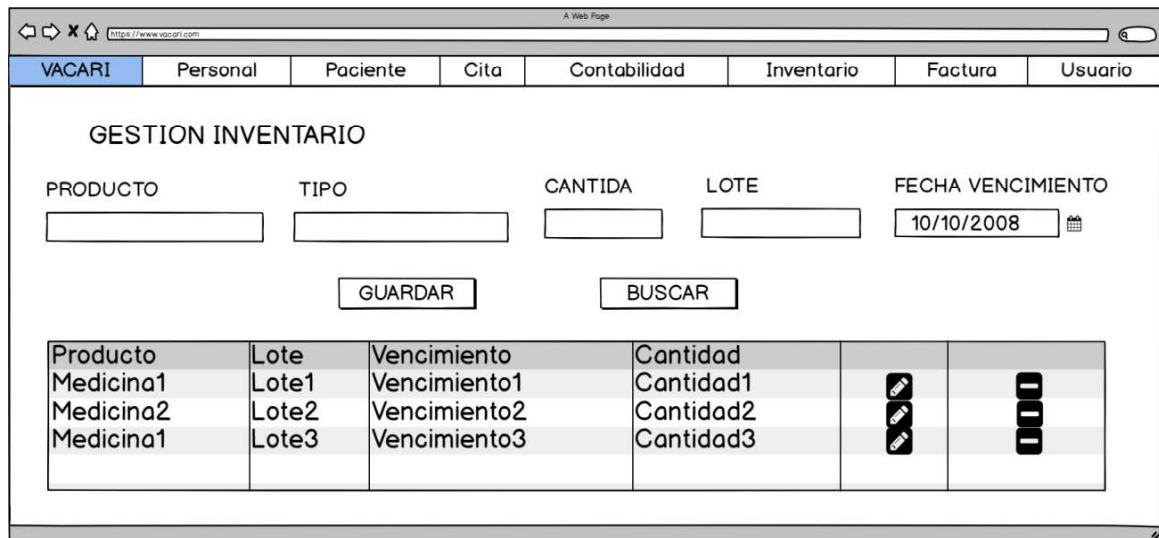 A Web Page
https://www.vacari.com
VACARI Personal Paciente Cita Contabilidad Inventario Factura Usuario
GESTION INVENTARIO
PRODUCTO TIPO CANTIDA LOTE FECHA VENCIMIENTO
10/10/2008
GUARDAR BUSCAR
Producto Lote Vencimiento Cantidad
Medicina1 Lote1 Vencimiento1 Cantidad1
Medicina2 Lote2 Vencimiento2 Cantidad2
Medicina1 Lote3 Vencimiento3 Cantidad3